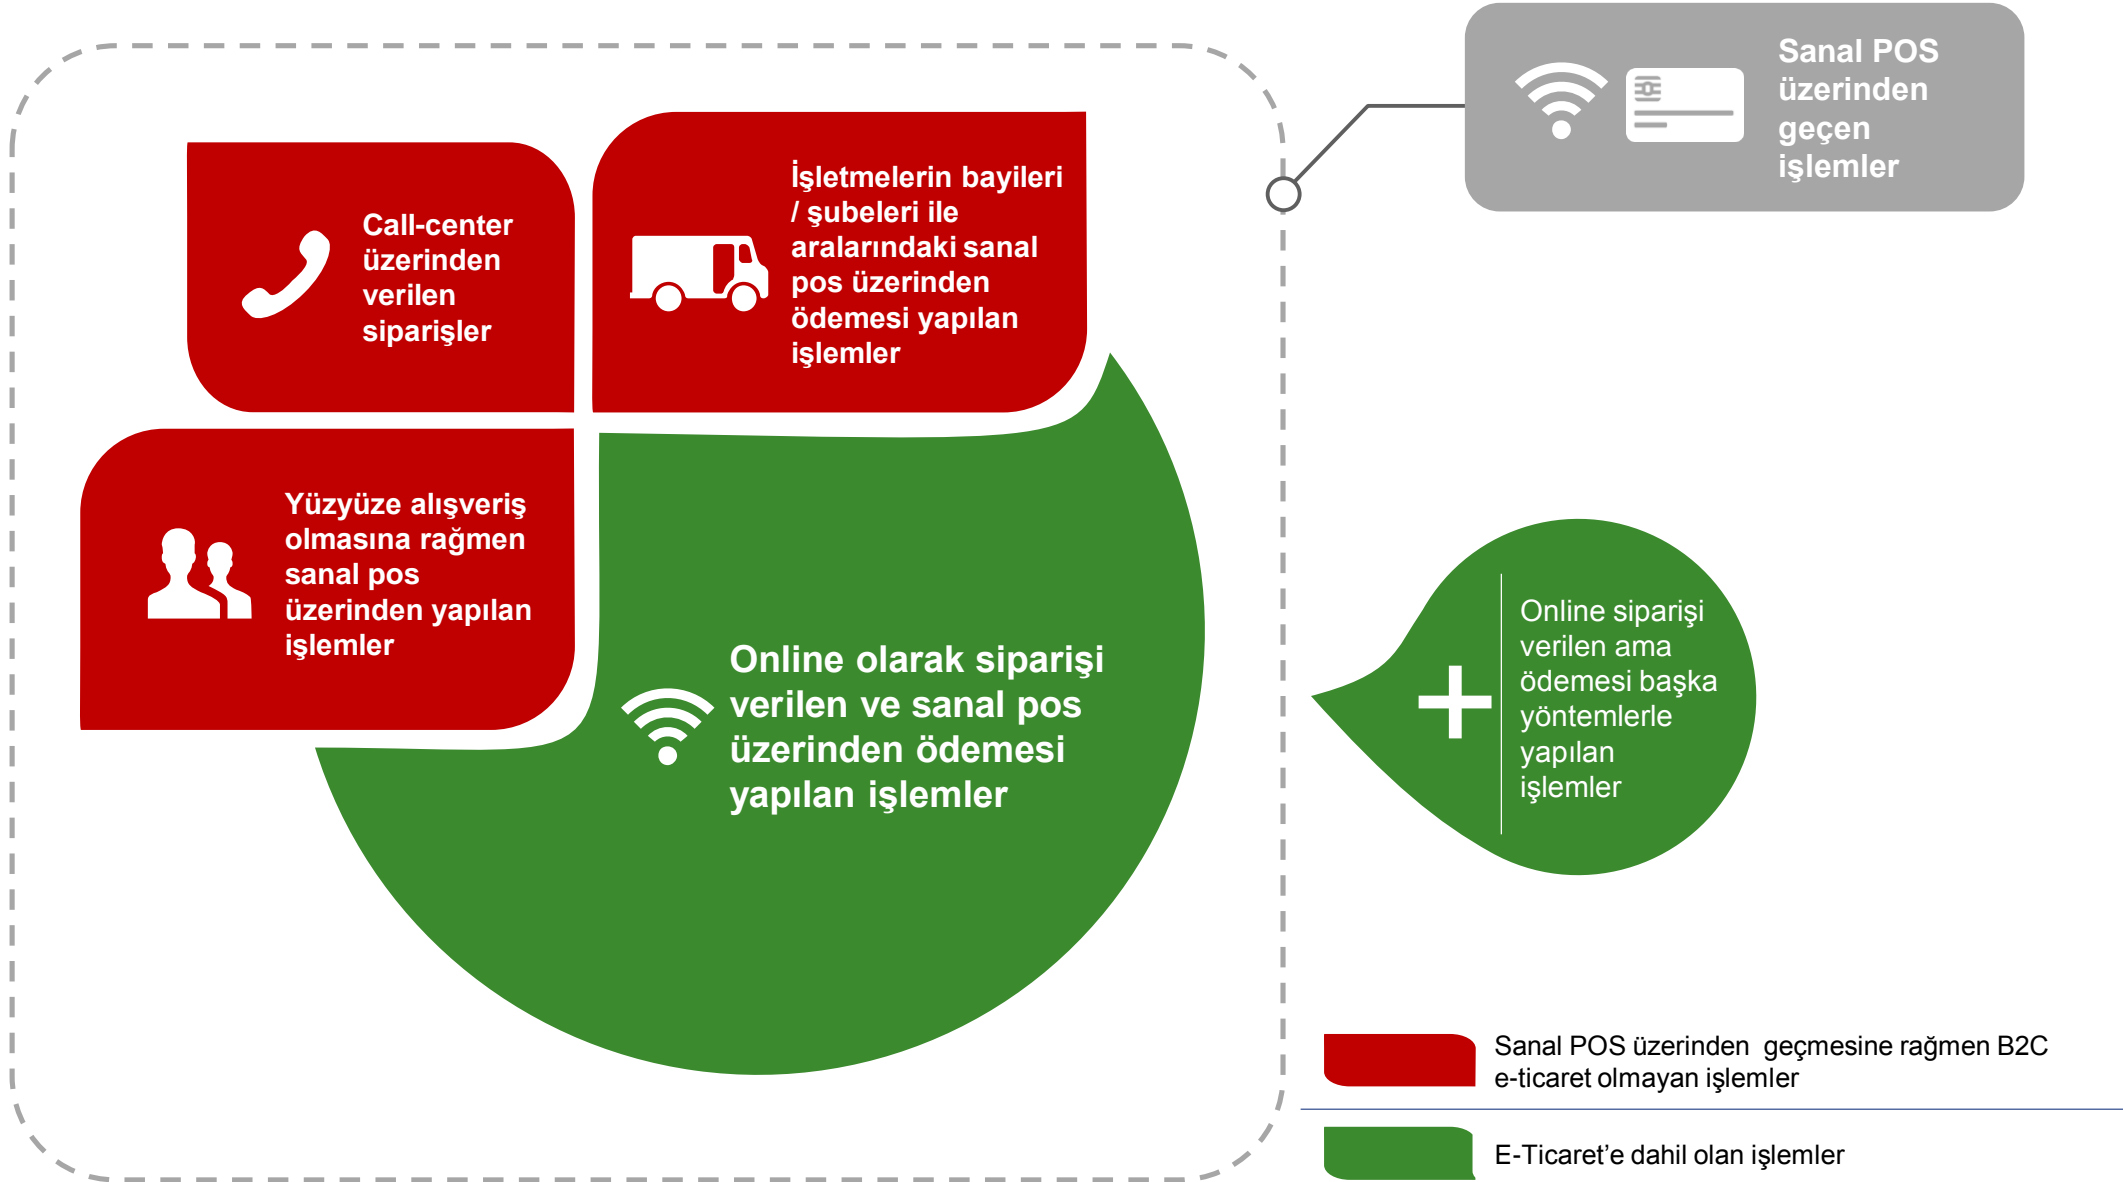 Sanal POS
üzerinden
geçen
işlemler
Call-center
üzerinden
verilen
siparişler
İşletmelerin bayileri
/ şubeleri ile
aralarındaki sanal
pos üzerinden
ödemesi yapılan
işlemler
Yüzyüze alışveriş
olmasına rağmen
sanal pos
üzerinden yapılan
işlemler
Online olarak siparişi
verilen ve sanal pos
üzerinden ödemesi
yapılan işlemler
Online siparişi
verilen ama
ödemesi başka
yöntemlerle
yapılan
işlemler
Sanal POS üzerinden geçmesine rağmen B2C
e-ticaret olmayan işlemler
E-Ticaret’e dahil olan işlemler